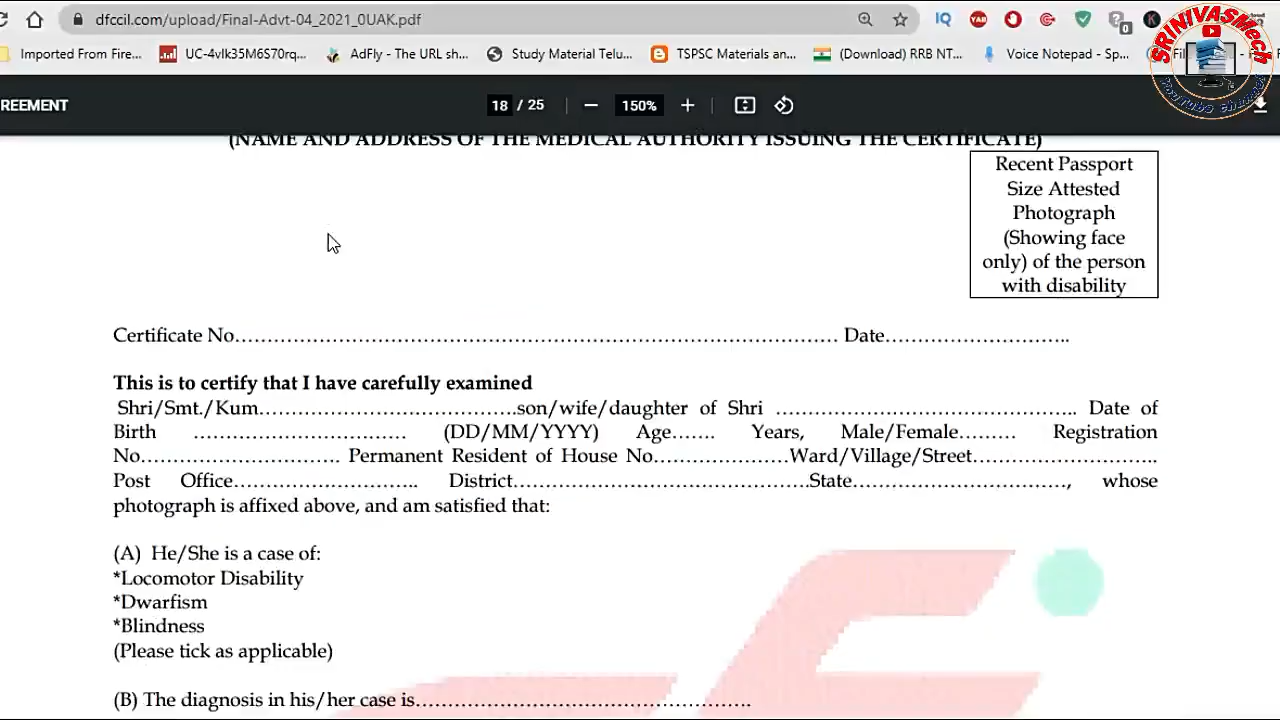 dfccil.com/upload/Final-Advt-04_2021_0UAK.pdf
IQ
0
K
Imported From Fire...
UC-4vlk35M6S70rq...
AdFly - The URL sh...
Study Material Telu...
TSPSC Materials an...
(Download) RRB NT...
Voice Notepad - Sp...
SRINIVASMech
YouTube Channel
REEMENT
18 / 25
150%
(NAME AND ADDRESS OF THE MEDICAL AUTHORITY ISSUING THE CERTIFICATE)
Recent Passport
Size Attested
Photograph
(Showing face
only) of the person
with disability
Certificate No…………………………………………………………………………… Date………………………..
This is to certify that I have carefully examined
Shri/Smt./Kum………………………………….son/wife/daughter of Shri ……………………………………….. Date of
Birth …………………………… (DD/MM/YYYY) Age……. Years, Male/Female……… Registration
No…………………………. Permanent Resident of House No…………………Ward/Village/Street………………………..
Post Office……………………….. District……………………………………….State……………………………, whose
photograph is affixed above, and am satisfied that:
(A) He/She is a case of:
*Locomotor Disability
*Dwarfism
*Blindness
(Please tick as applicable)
(B) The diagnosis in his/her case is…………………………………………….